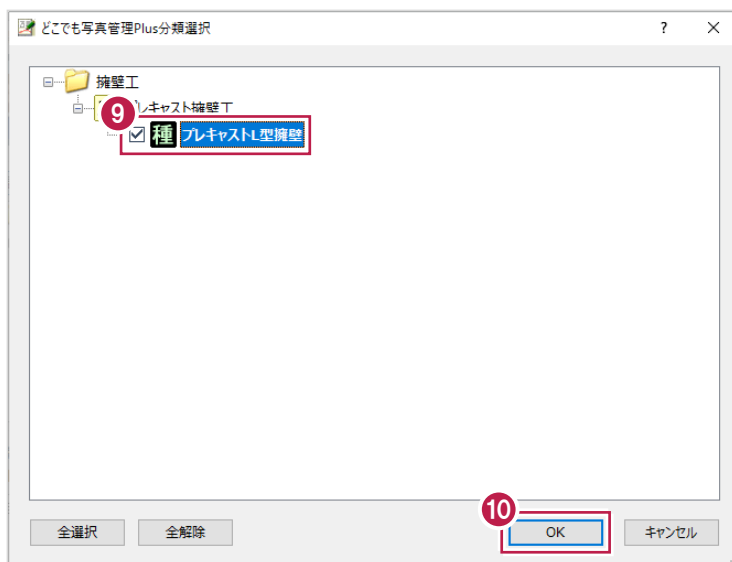 どこでも写真管理Plus分類選択
擁壁工
プレキャスト擁壁工
9
種 プレキャストL型擁壁
10
全選択 全解除 OK キャンセル